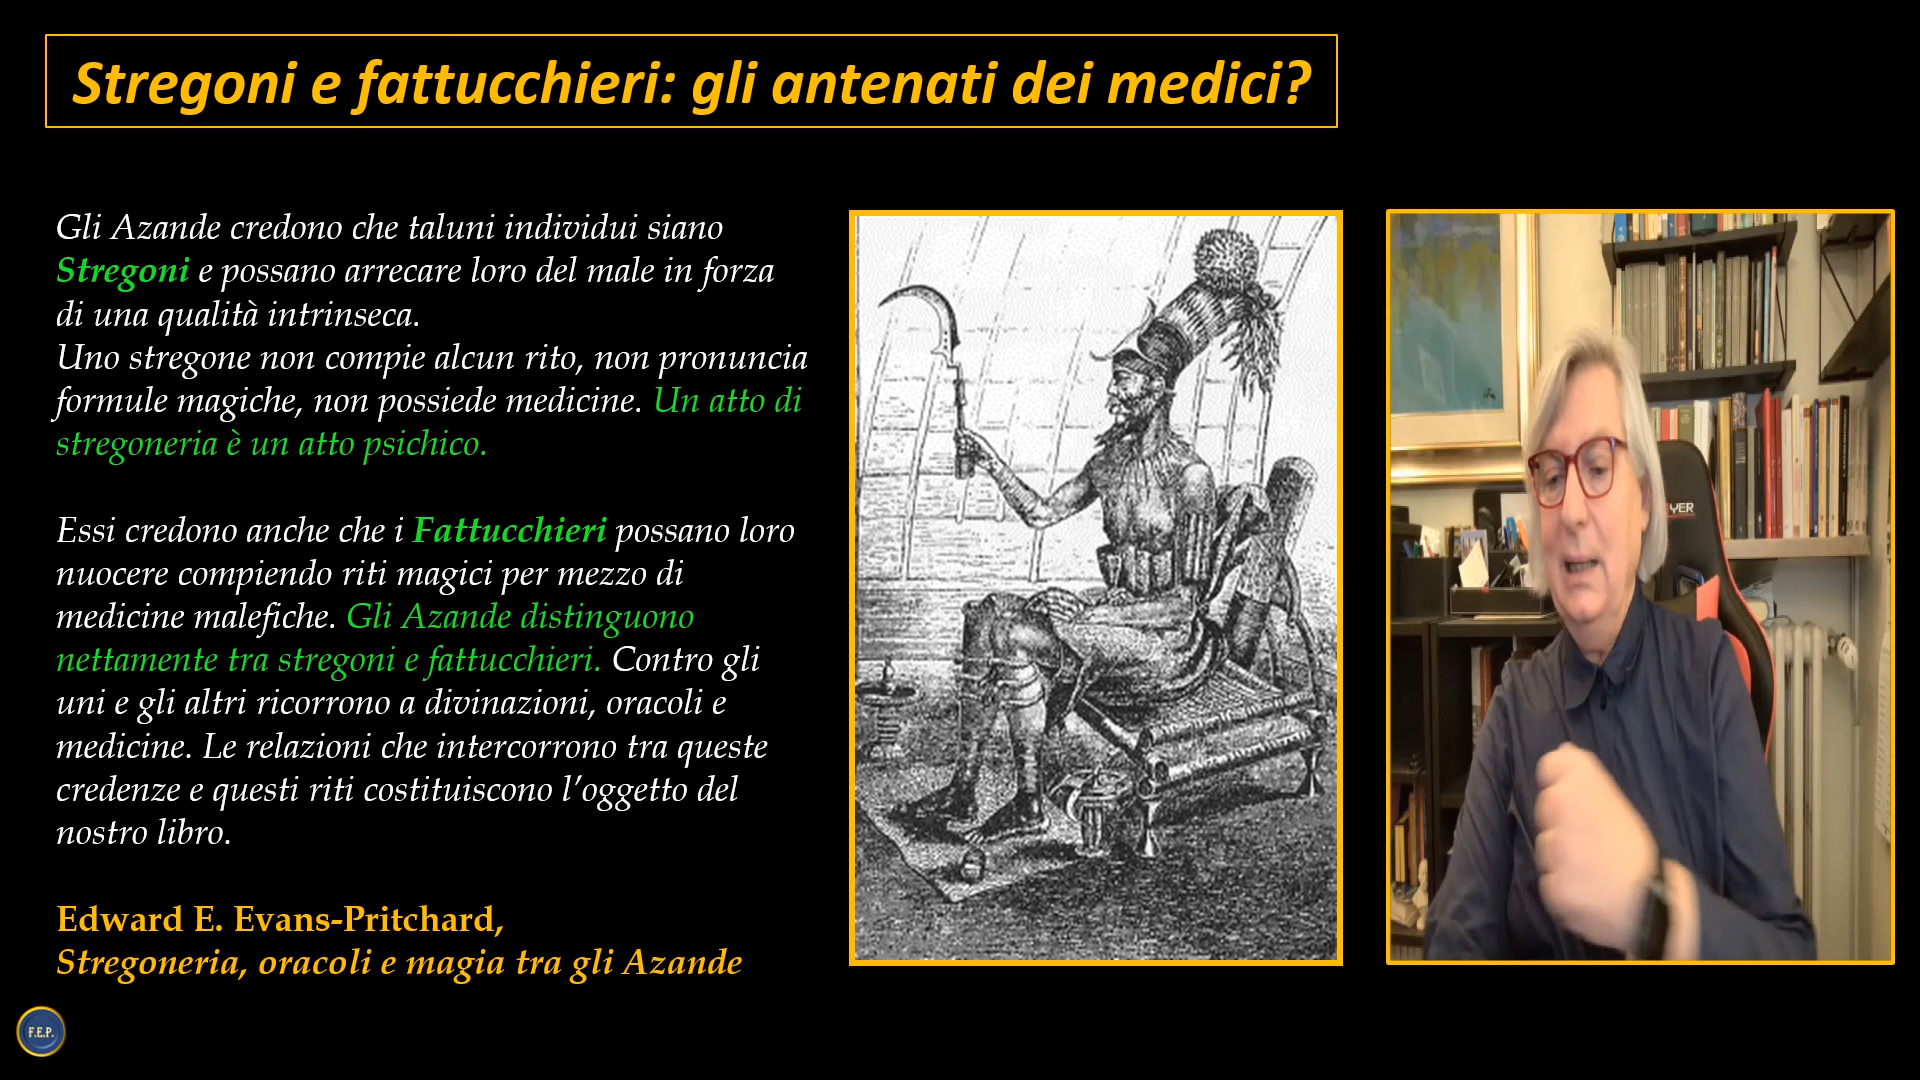 Stregoni e fattucchieri: gli antenati dei medici?
Gli Azande credono che taluni individui siano
Stregoni e possano arrecare loro del male in forza
di una qualità intrinseca.
Uno stregone non compie alcun rito, non pronuncia
formule magiche, non possiede medicine. Un atto di
stregoneria è un atto psichico.
Essi credono anche che i Fattucchieri possano loro
nuocere compiendo riti magici per mezzo di
medicine malefiche. Gli Azande distinguono
nettamente tra stregoni e fattucchieri. Contro gli
uni e gli altri ricorrono a divinazioni, oracoli e
medicine. Le relazioni che intercorrono tra queste
credenze e questi riti costituiscono l’oggetto del
nostro libro.
Edward E. Evans-Pritchard,
Stregoneria, oracoli e magia tra gli Azande
F.E.P.
YER